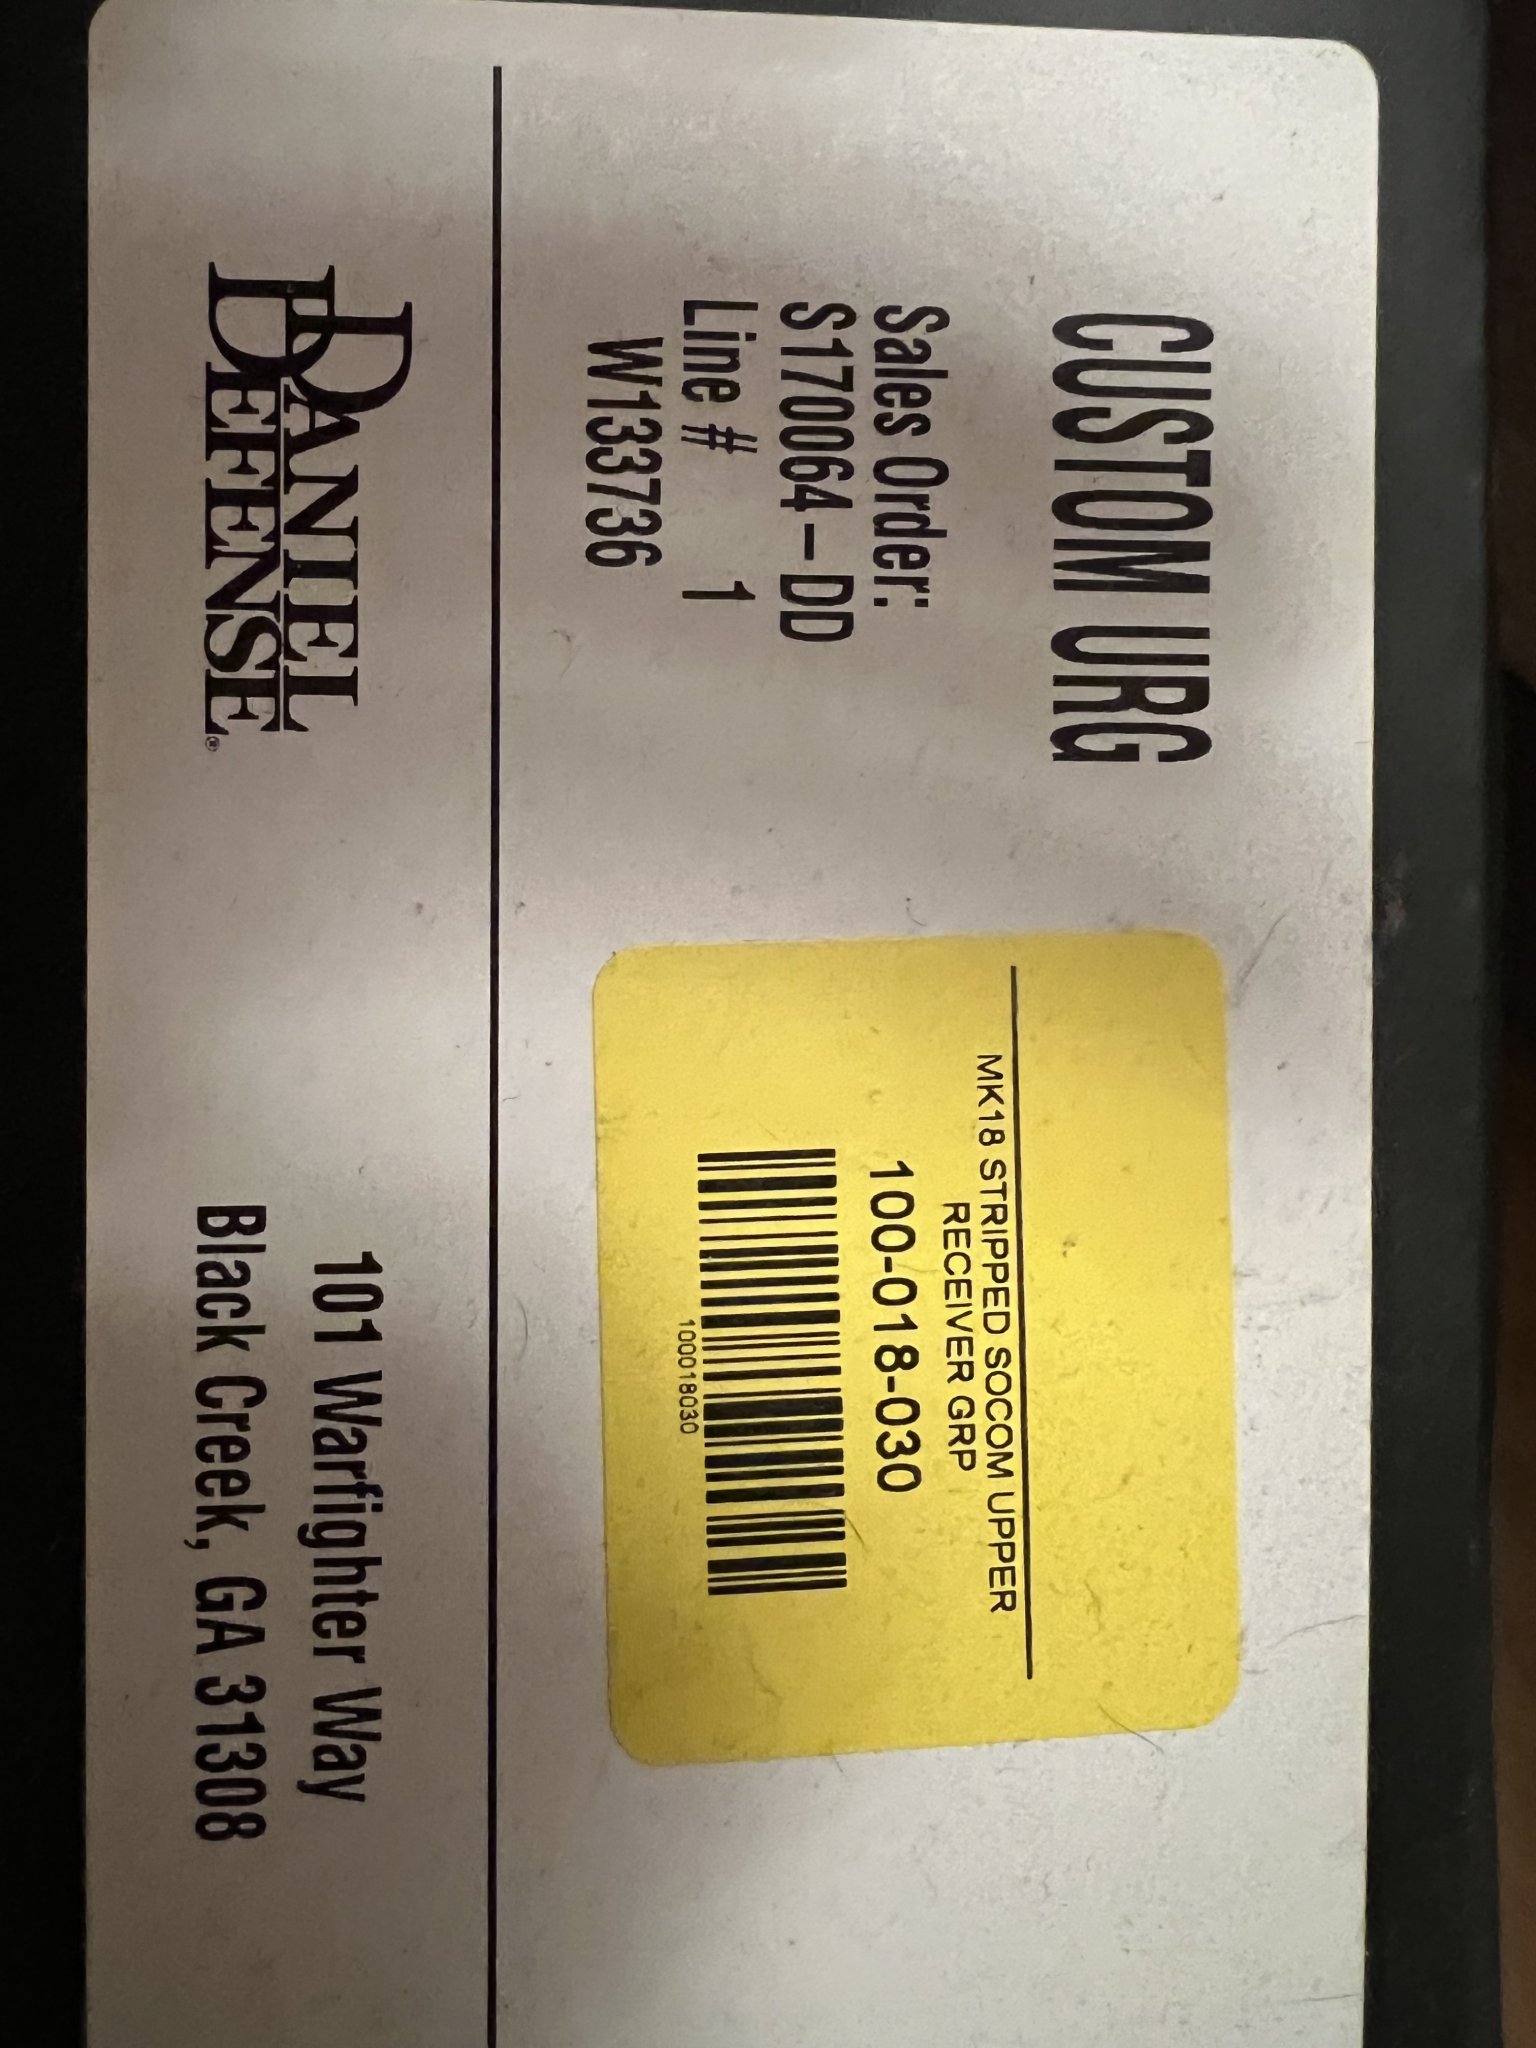 CUSTOM URG
Sales Order:
S170064-DD
Line # 1
W133736
MK18 STRIPPED SOCOM UPPER
RECEIVER GRP
100-018-030
100018030
DANIEL
DEFENSE®
101 Warfighter Way
Black Creek, GA 31308